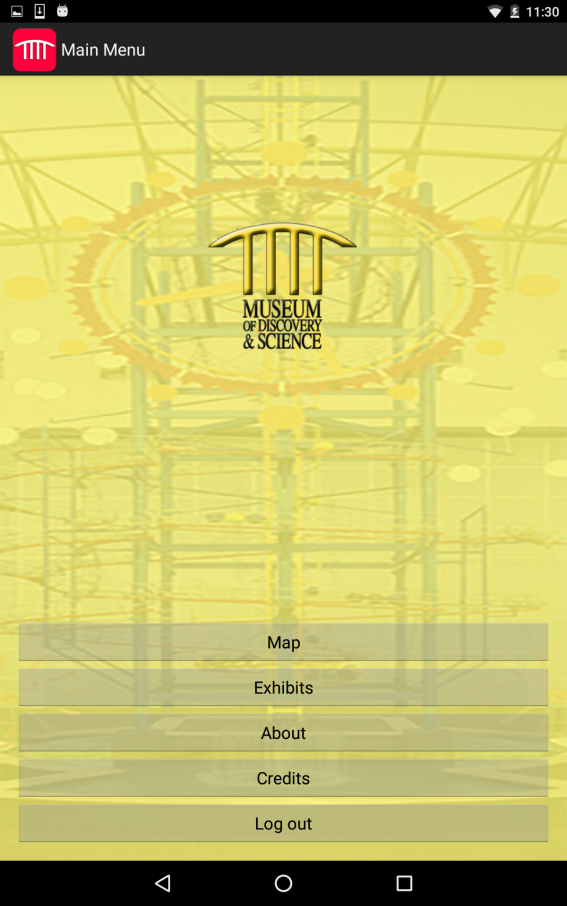 11:30
Main Menu
MUSEUM
OF DISCOVERY
& SCIENCE
Map
Exhibits
About
Credits
Log out